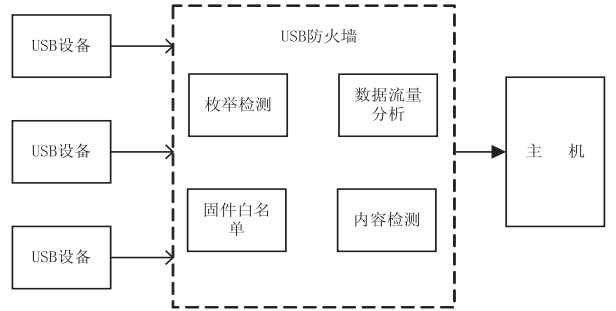 USB设备
USB设备
USB设备
USB防火墙
枚举检测
数据流量
分析
固件白名
单
内容检测
主 机